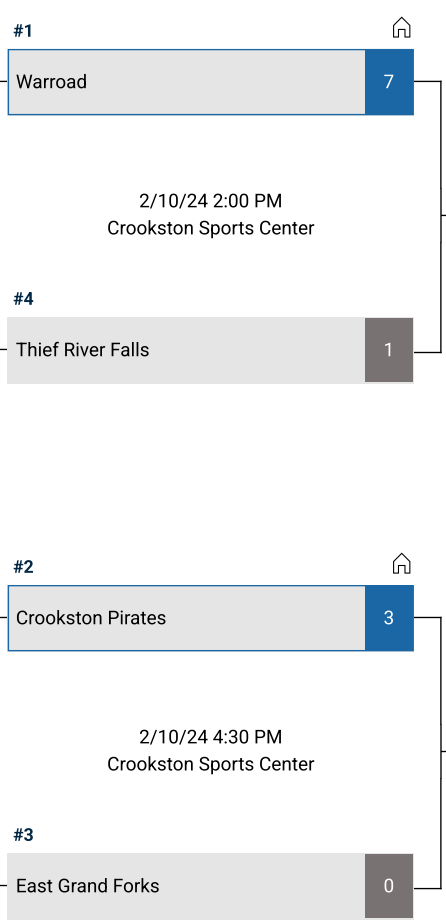 #1
Warroad 7
2/10/24 2:00 PM
Crookston Sports Center
#4
Thief River Falls 1
#2
Crookston Pirates 3
2/10/24 4:30 PM
Crookston Sports Center
#3
East Grand Forks 0